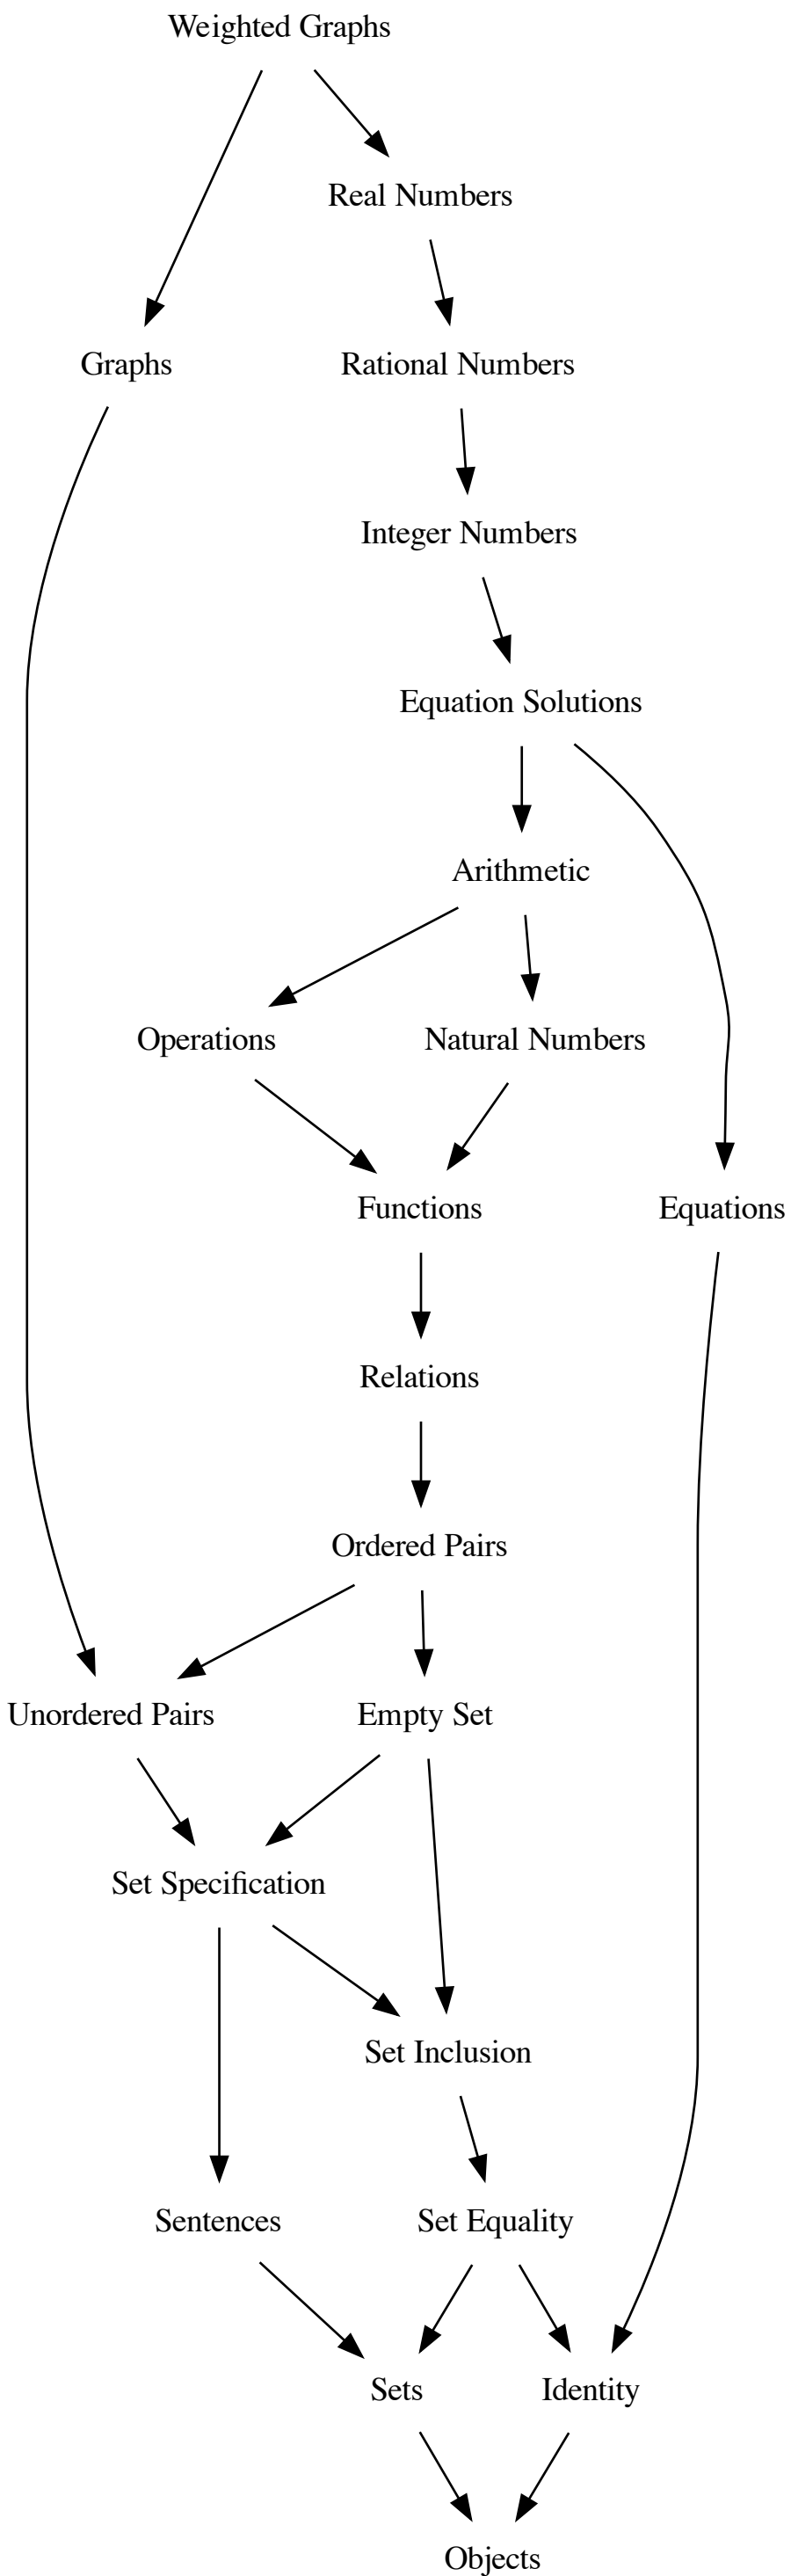 Weighted Graphs
Real Numbers
Graphs
Rational Numbers
Integer Numbers
Equation Solutions
Arithmetic
Operations
Natural Numbers
Functions
Equations
Relations
Ordered Pairs
Unordered Pairs
Empty Set
Set Specification
Set Inclusion
Sentences
Set Equality
Sets
Identity
Objects